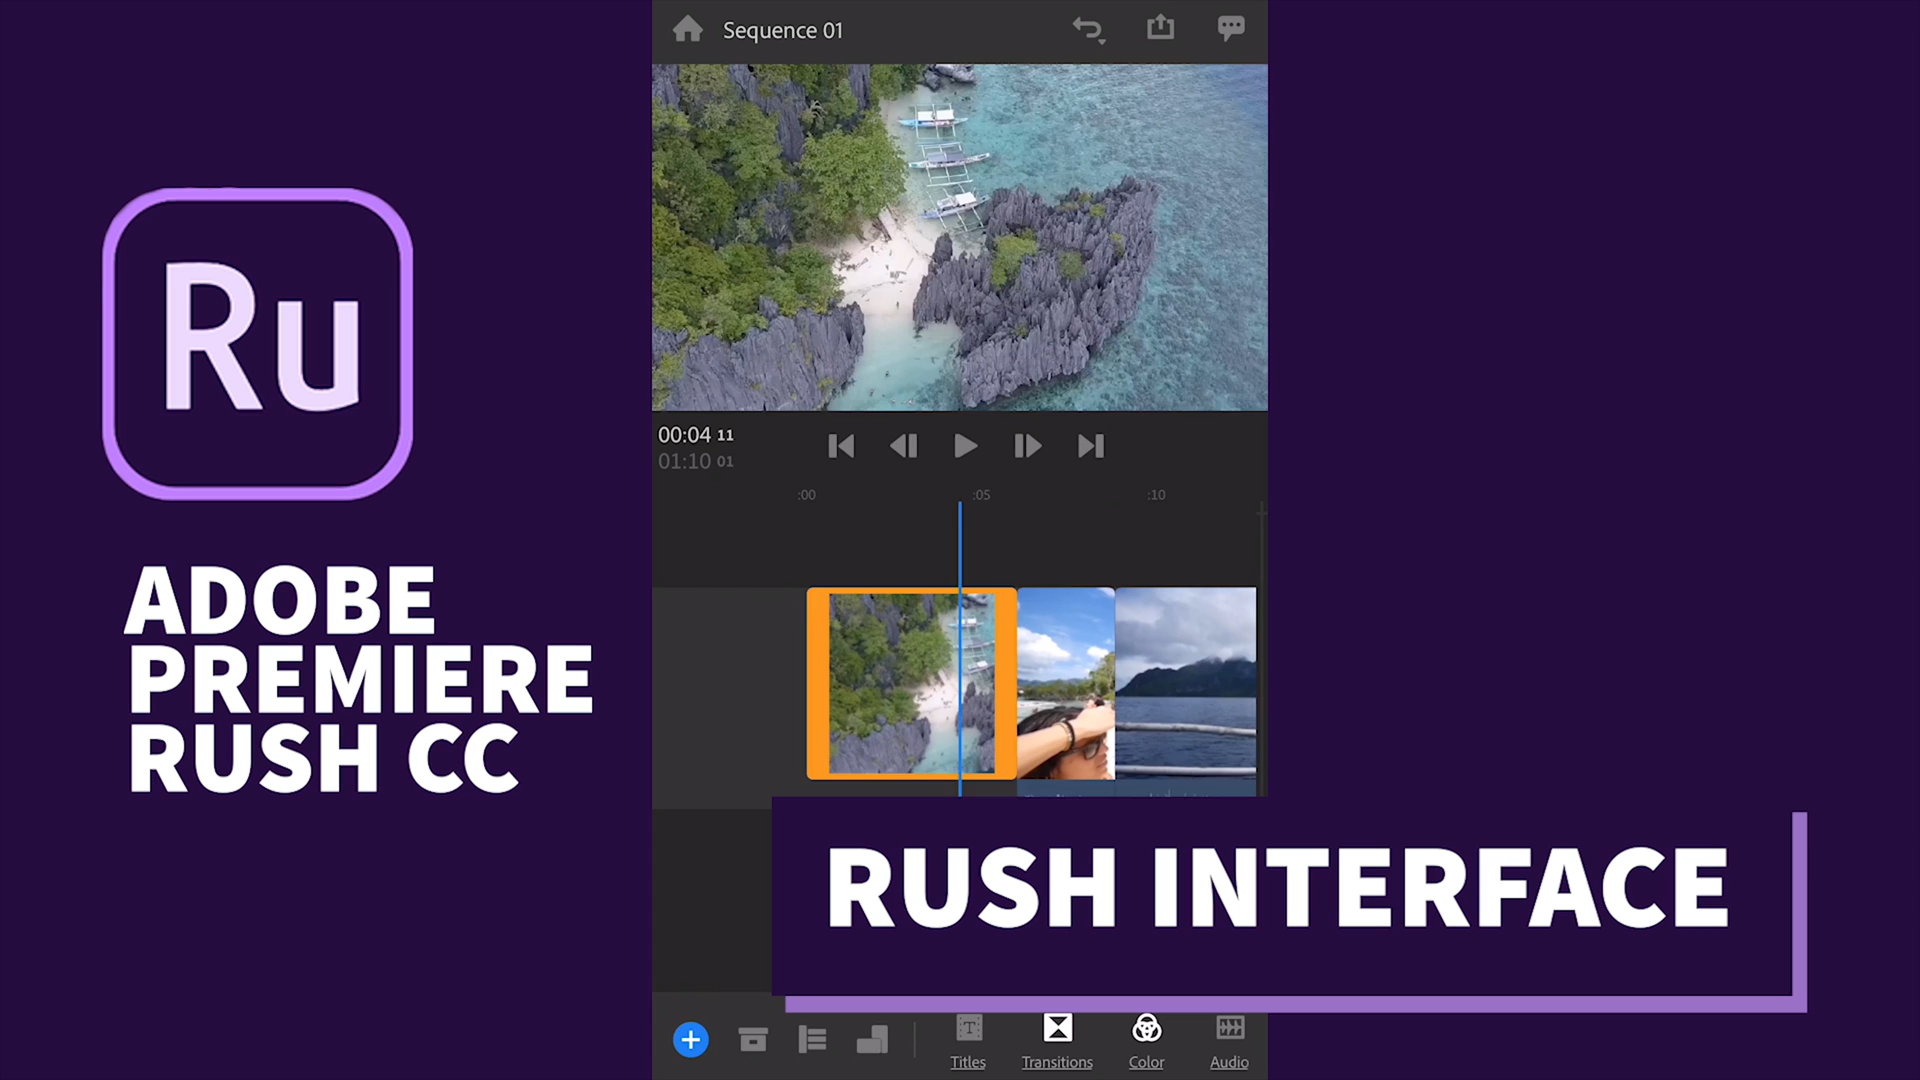 Sequence 01
Ru
ADOBE
PREMIERE
RUSH CC
00:04 11
01:10 01
:00
:05
:10
RUSH INTERFACE
Titles
Transitions
Color
Audio